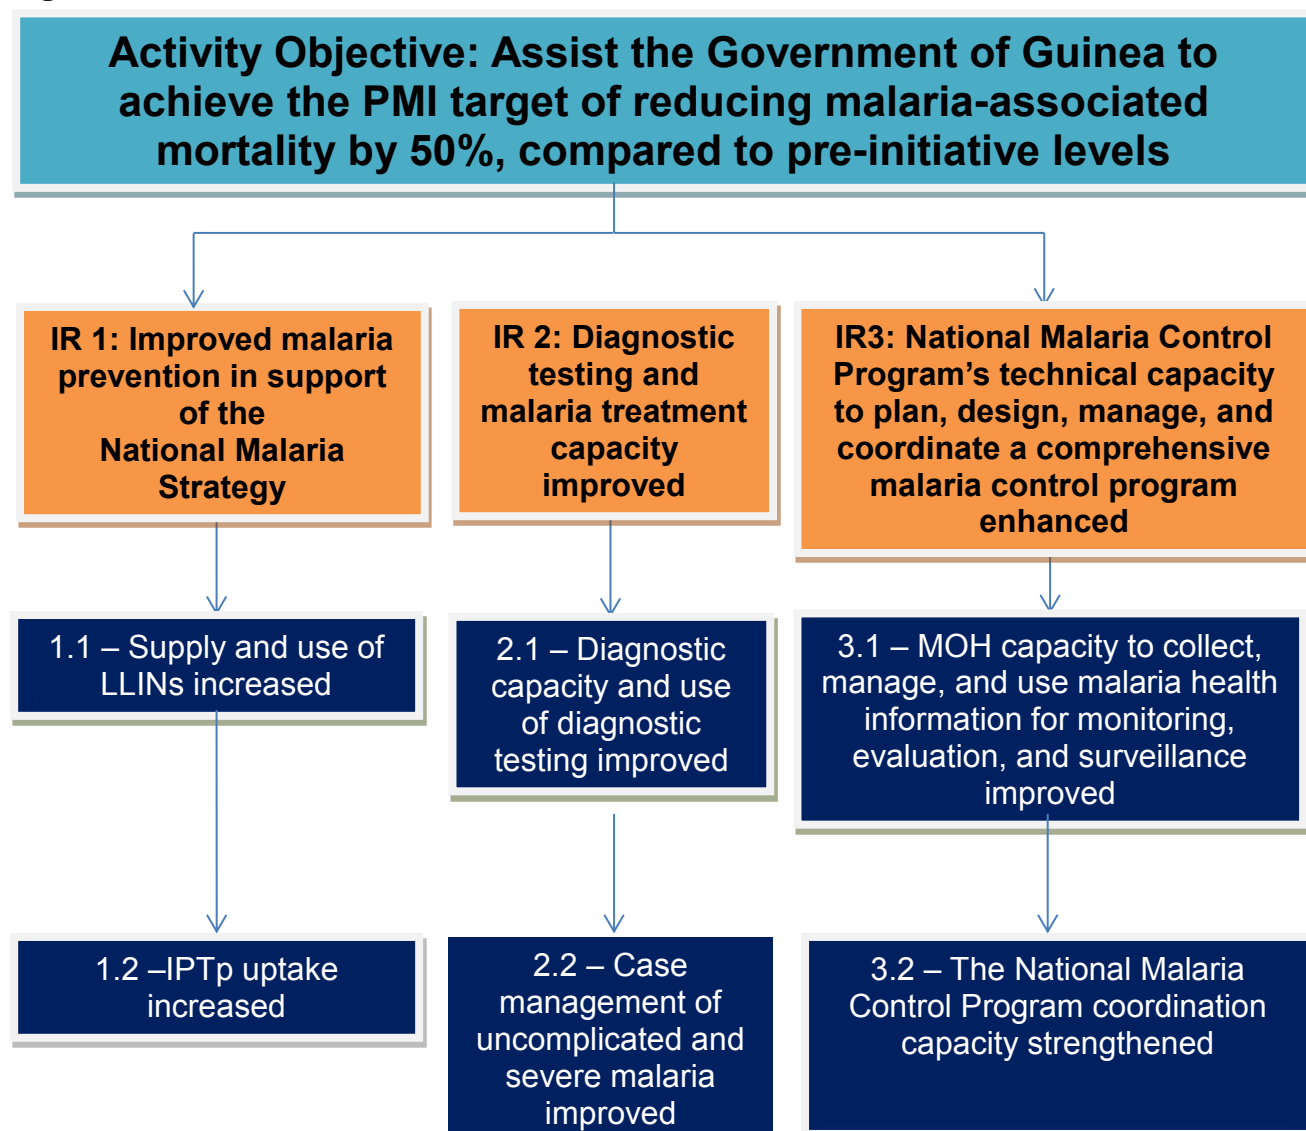 Activity Objective: Assist the Government of Guinea to
achieve the PMI target of reducing malaria-associated
mortality by 50%, compared to pre-initiative levels
IR 1: Improved malaria
prevention in support
of the
National Malaria
Strategy
IR 2: Diagnostic
testing and
malaria treatment
capacity
improved
IR3: National Malaria Control
Program’s technical capacity
to plan, design, manage, and
coordinate a comprehensive
malaria control program
enhanced
1.1 – Supply and use of
LLINs increased
2.1 – Diagnostic
capacity and use
of diagnostic
testing improved
3.1 – MOH capacity to collect,
manage, and use malaria health
information for monitoring,
evaluation, and surveillance
improved
1.2 –IPTp uptake
increased
2.2 – Case
management of
uncomplicated and
severe malaria
improved
3.2 – The National Malaria
Control Program coordination
capacity strengthened